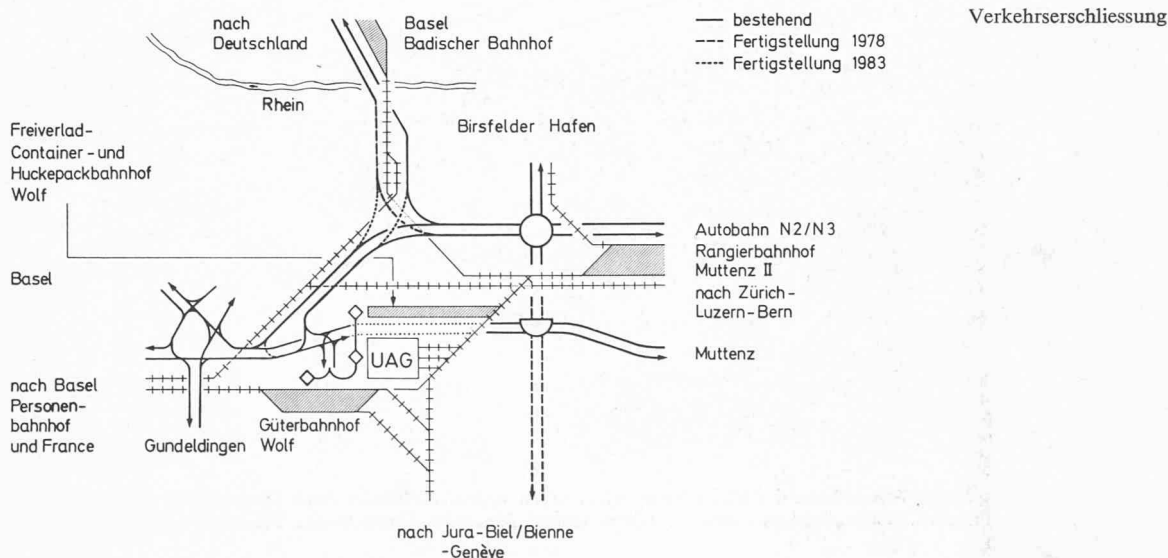 Verkehrserschliessung
bestehend
Fertigstellung 1978
Fertigstellung 1983
nach
Deutschland
Basel
Badischer Bahnhof
Rhein
Birsfelder Hafen
Freiverlad-
Container- und
Huckepackbahnhof
Wolf
Autobahn N2/N3
Rangierbahnhof
Muttenz II
nach Zürich-
Luzern-Bern
Basel
Muttenz
UAG
nach Basel
Personen-
bahnhof
und France
Gundeldingen
Güterbahnhof
Wolf
nach Jura-Biel/Bienne
-Genève